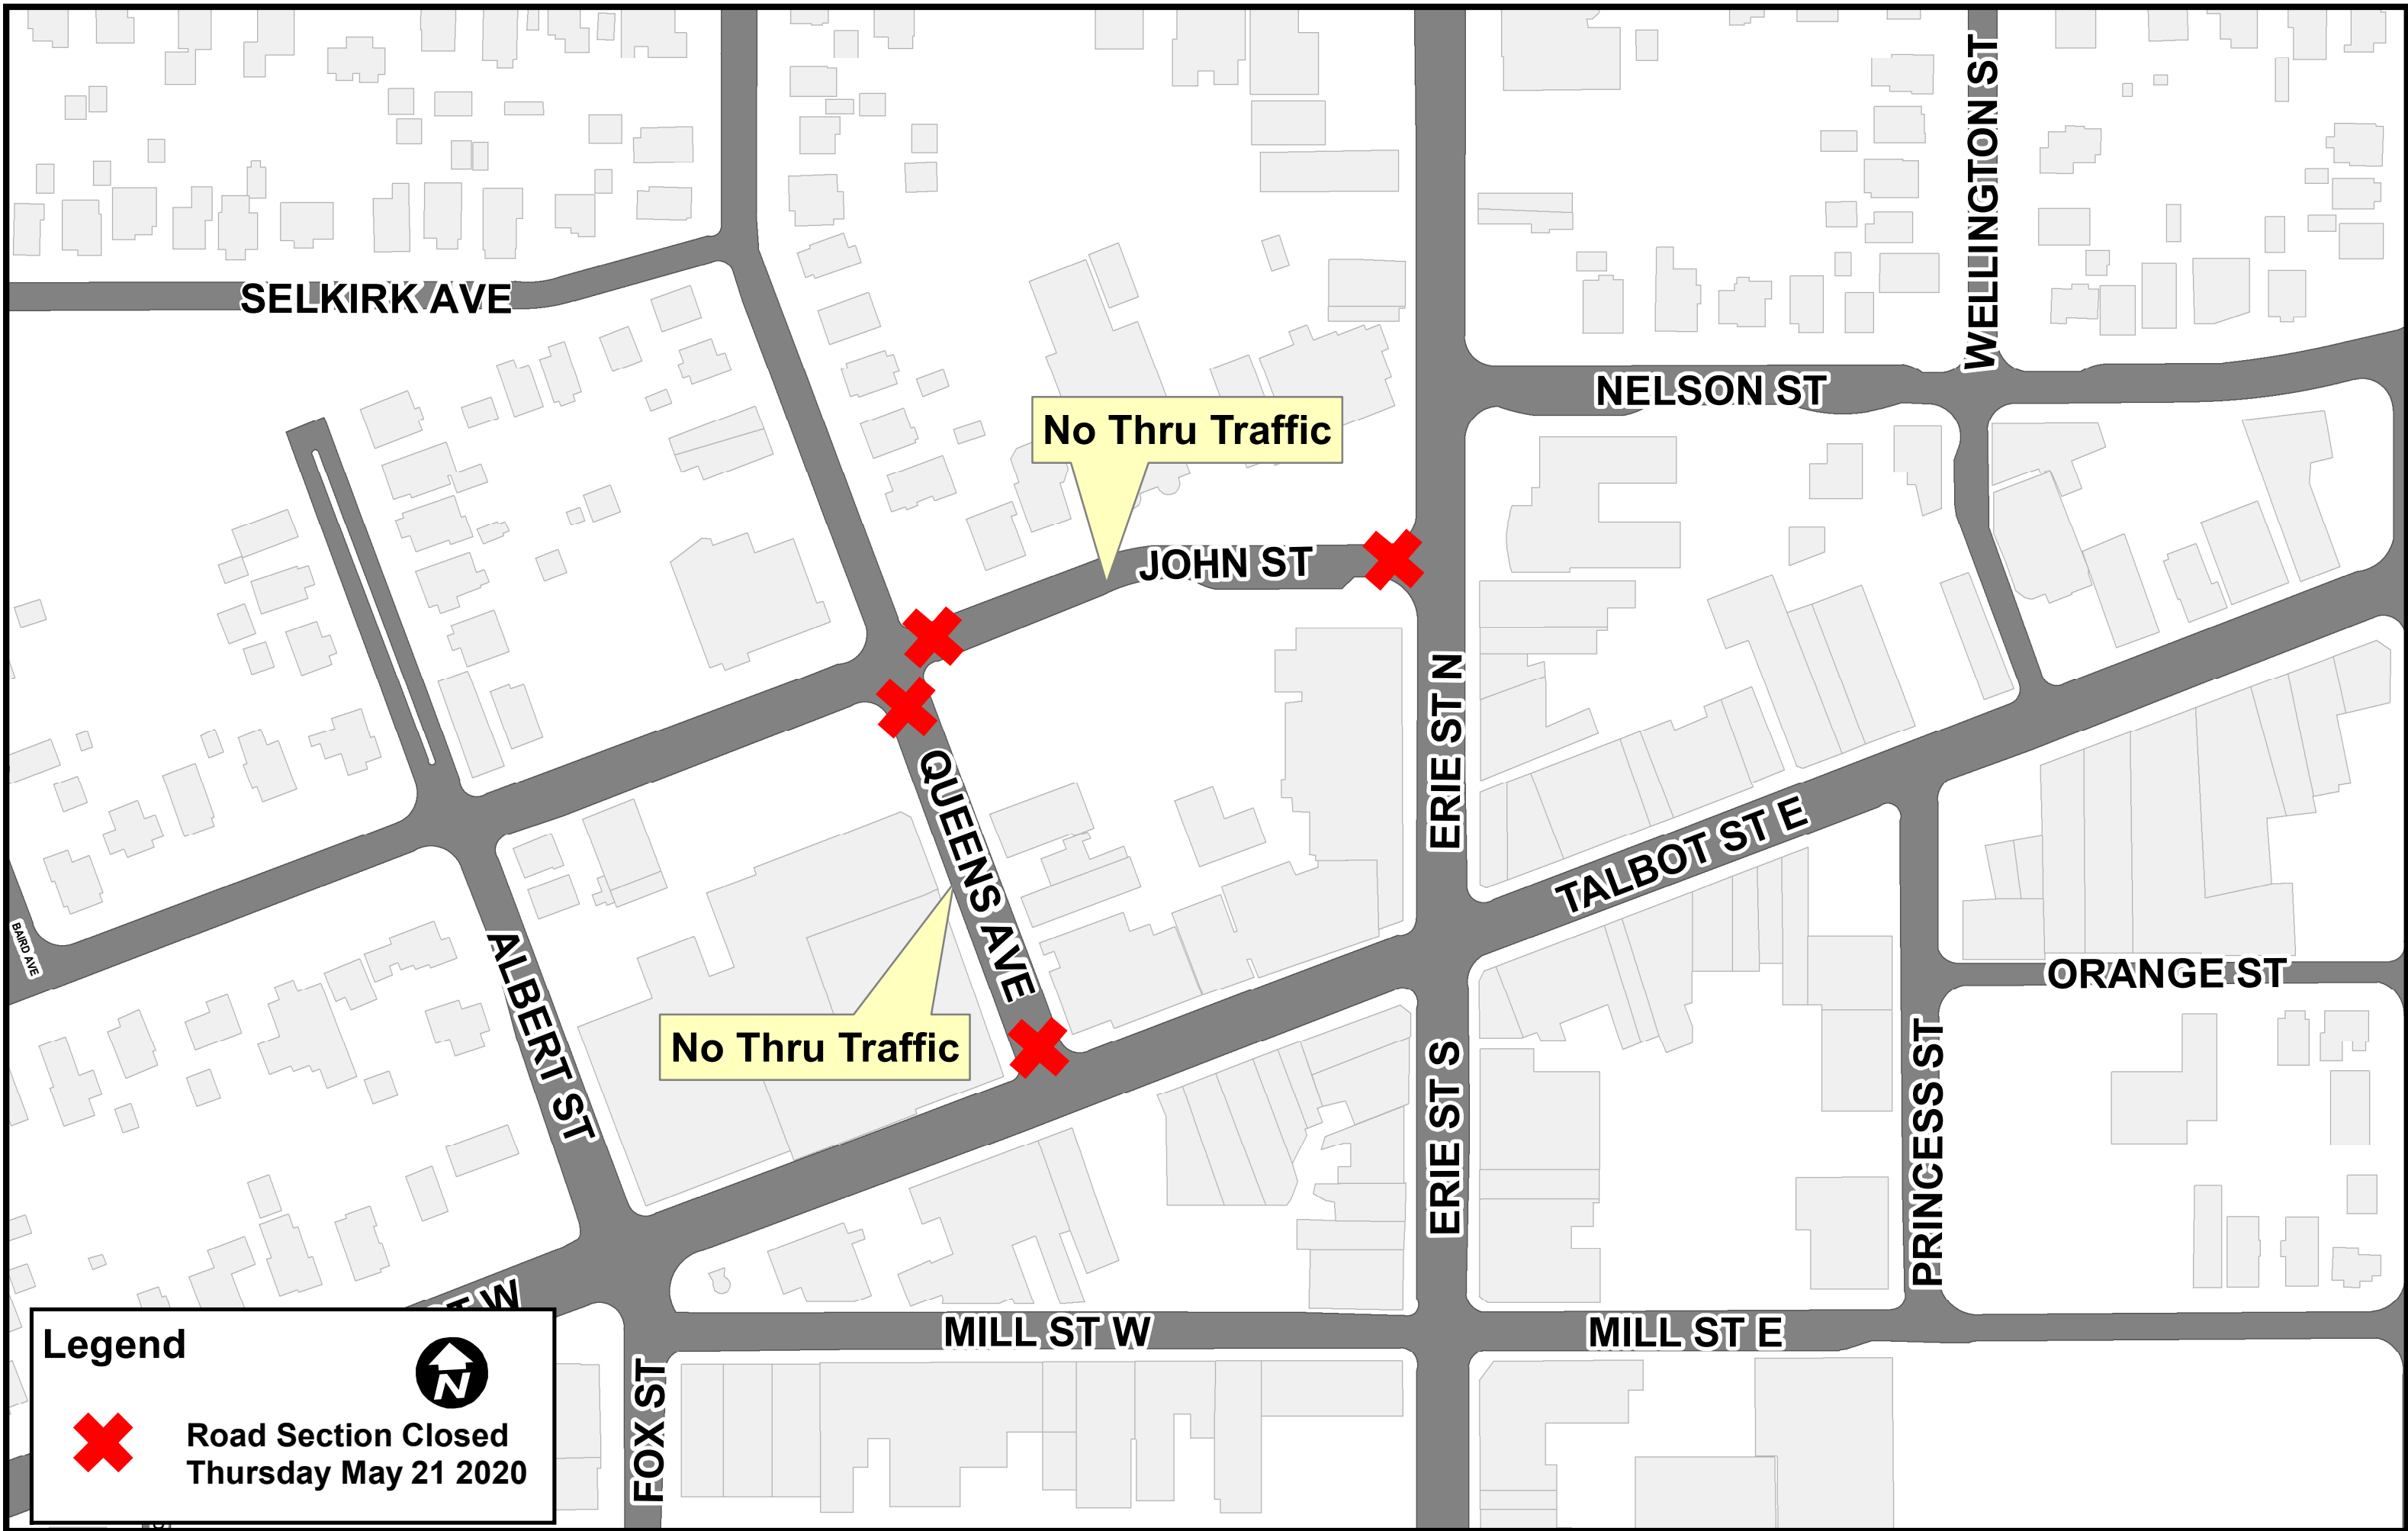 WELLINGTON ST
SELKIRK AVE
NELSON ST
No Thru Traffic
JOHN ST
ERIE ST N
QUEENS AVE
TALBOT ST E
BAIRD AVE
ALBERT ST
ORANGE ST
No Thru Traffic
ERIE ST S
PRINCESS ST
W
MILL ST W
MILL ST E
FOX ST
Legend
N
Road Section Closed
Thursday May 21 2020